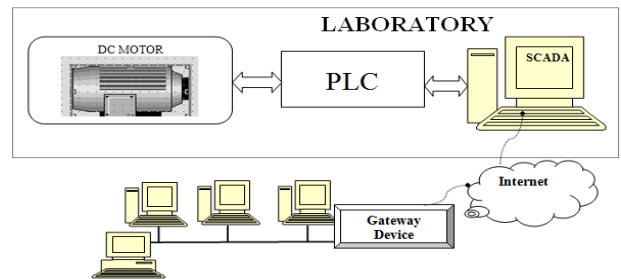 LABORATORY
DC MOTOR
PLC
SCADA
Internet
Gateway
Device